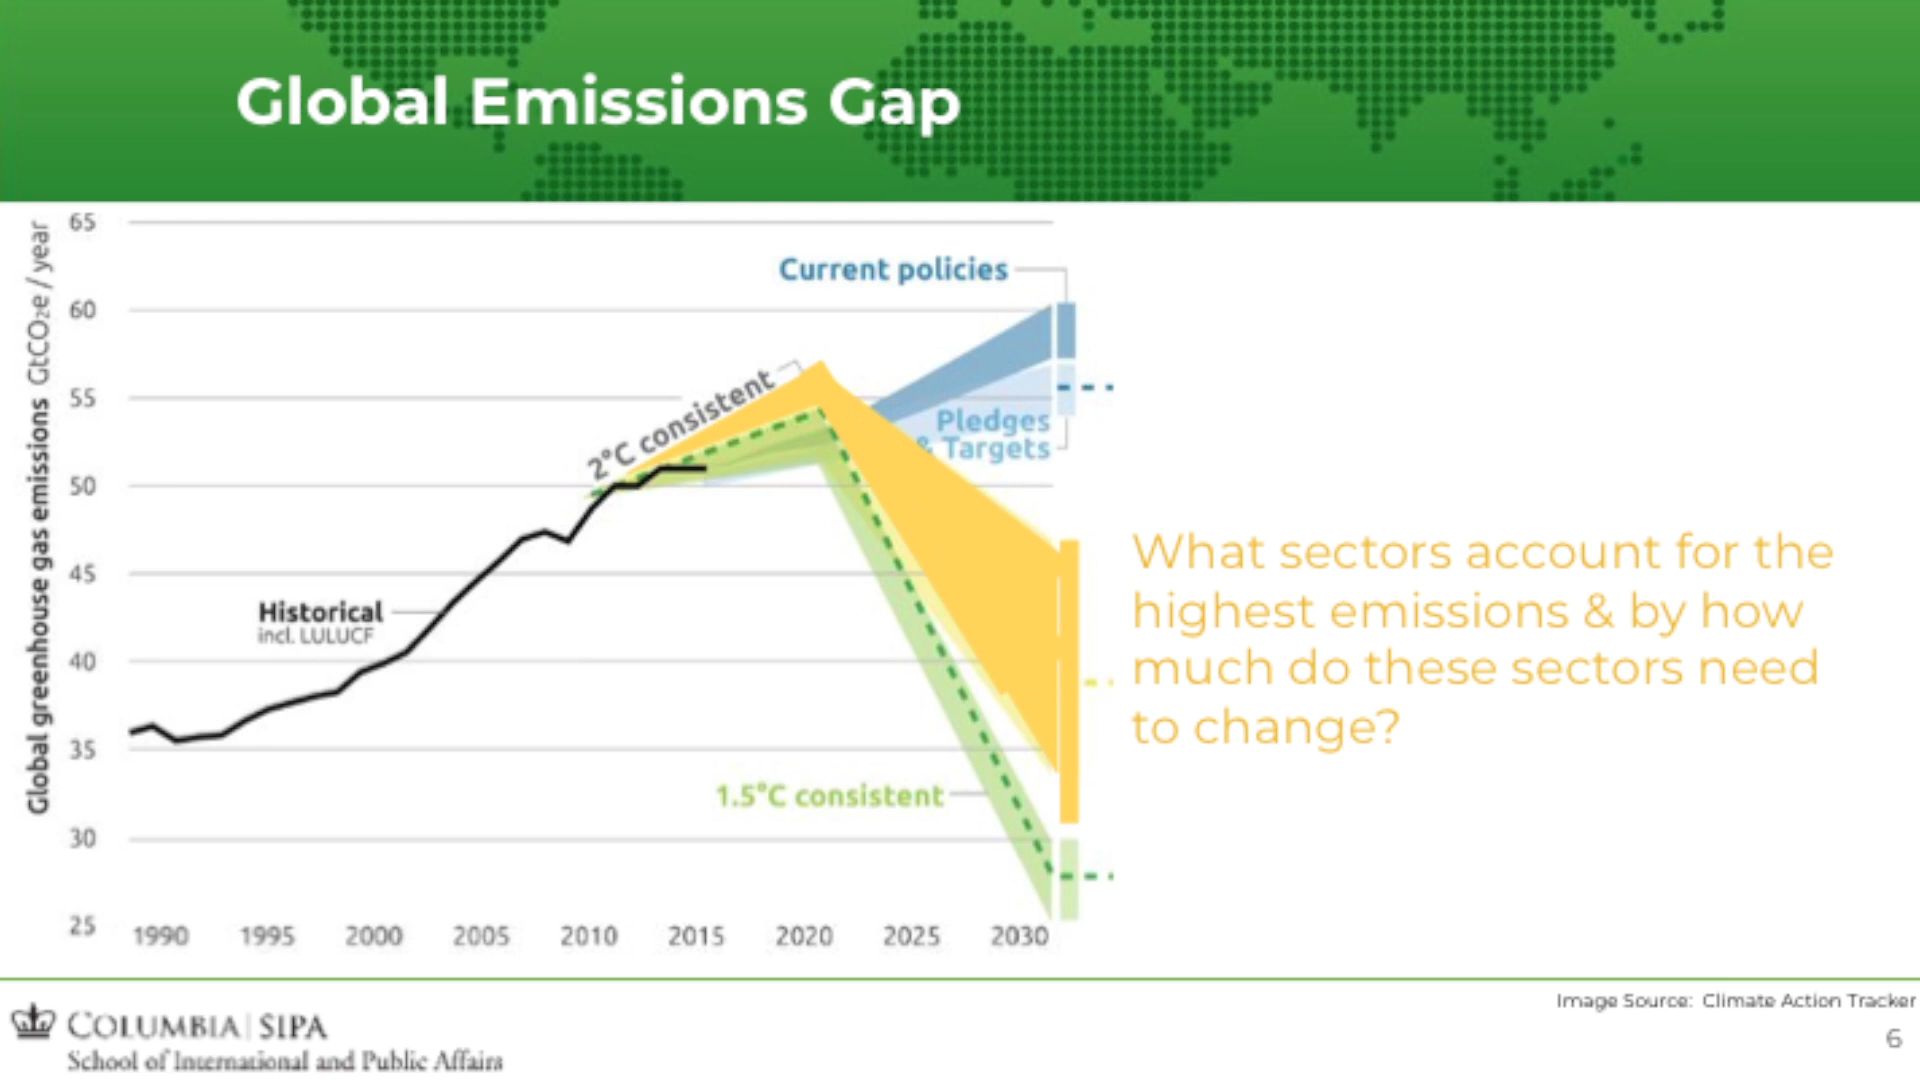 Global Emissions Gap
Global greenhouse gas emissions GtCO2e / year
65
60
55
50
45
40
35
30
25
Current policies
2°C consistent
Pledges
& Targets
Historical
incl. LULUCF
1.5°C consistent
1990 1995 2000 2005 2010 2015 2020 2025 2030
What sectors account for the
highest emissions & by how
much do these sectors need
to change?
Image Source: Climate Action Tracker
COLUMBIA | SIPA
School of International and Public Affairs
6